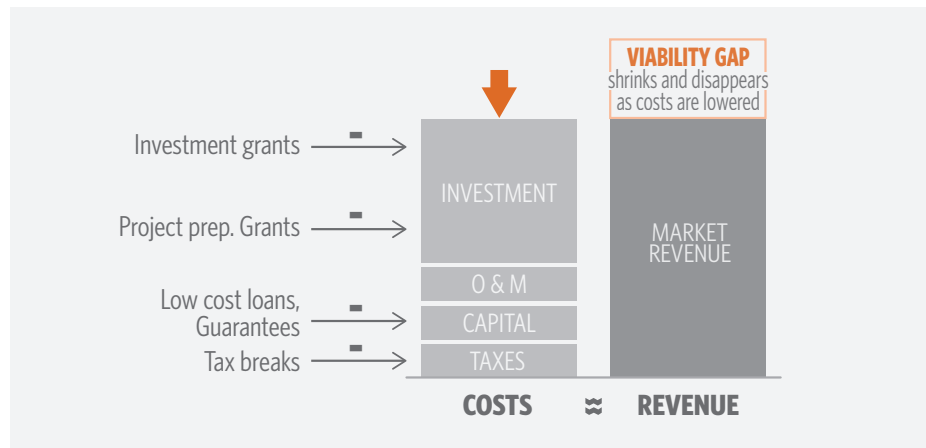 VIABILITY GAP
shrinks and disappears
as costs are lowered
Investment grants
-
INVESTMENT
Project prep. Grants
-
MARKET
REVENUE
O & M
Low cost loans,
Guarantees
-
CAPITAL
Tax breaks
-
TAXES
COSTS ≈ REVENUE